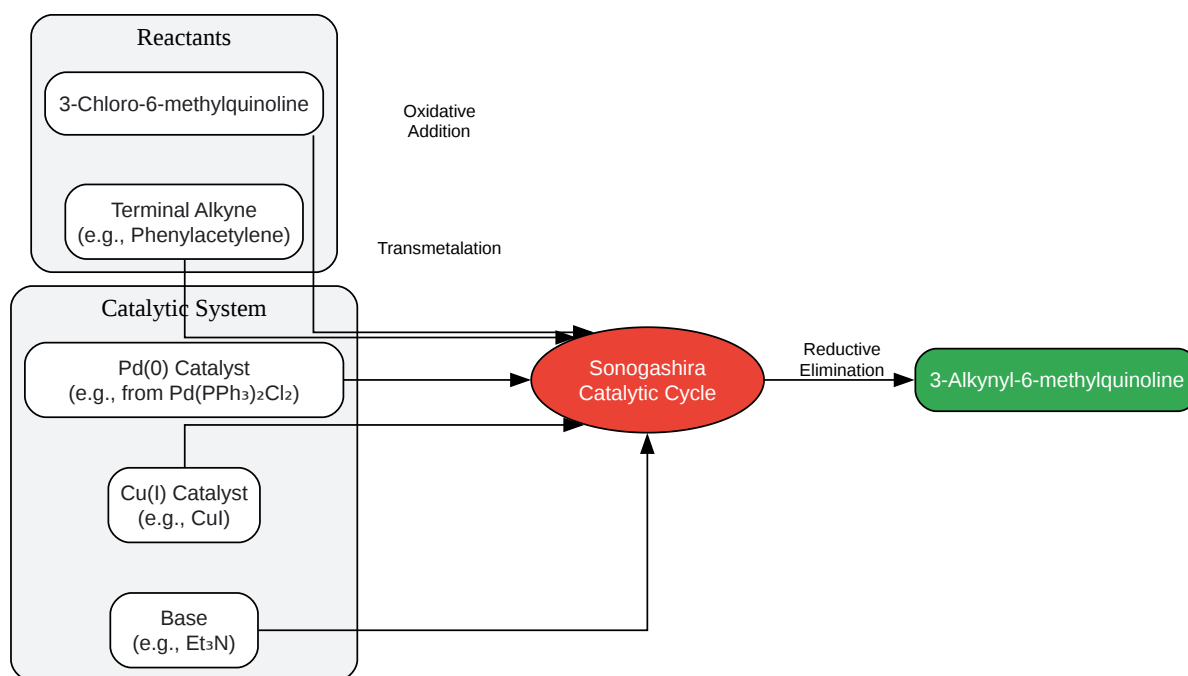 Reactants
3-Chloro-6-methylquinoline
Oxidative
Addition
Terminal Alkyne
(e.g., Phenylacetylene)
Transmetalation
Catalytic System
Pd(0) Catalyst
(e.g., from Pd(PPh₃)₂Cl₂)
Sonogashira
Catalytic Cycle
Reductive
Elimination
3-Alkynyl-6-methylquinoline
Cu(I) Catalyst
(e.g., CuI)
Base
(e.g., Et₃N)